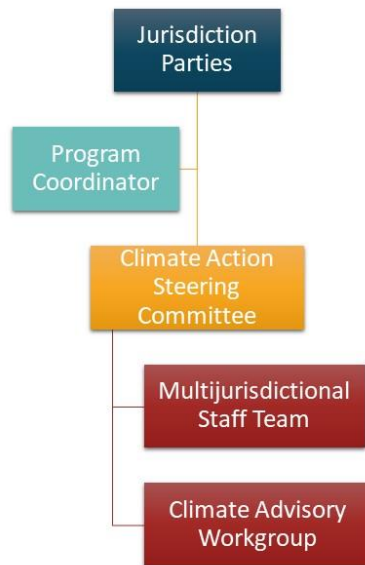 Jurisdiction
Parties
Program
Coordinator
Climate Action
Steering
Committee
Multijurisdictional
Staff Team
Climate Advisory
Workgroup